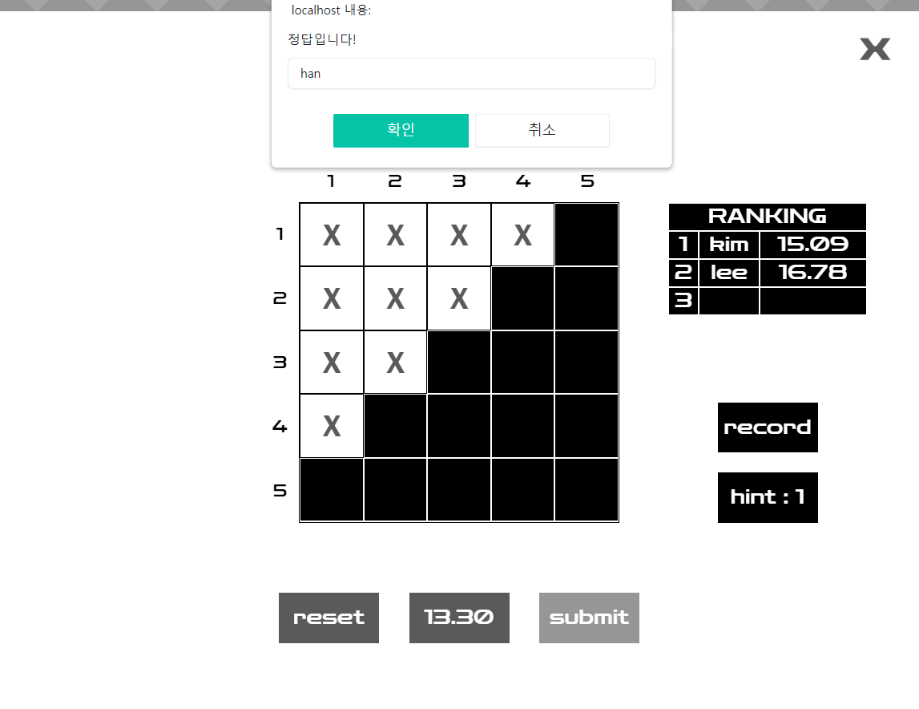 localhost 내용:
정답입니다!
han
확인 취소
X
1 2 3 4 5
1 X X X X
2 X X X
3 X X
4 X
5
RANKING
1 kim 15.09
2 lee 16.78
3
record
hint : 1
reset 13.30 submit